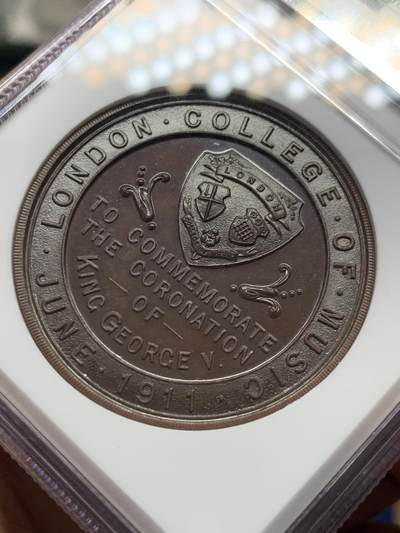 · LONDON · COLLEGE · OF · MUSIC ·
JUNE · 1911
LONDON
TO COMMEMORATE
THE CORONATION
— OF —
KING GEORGE V.